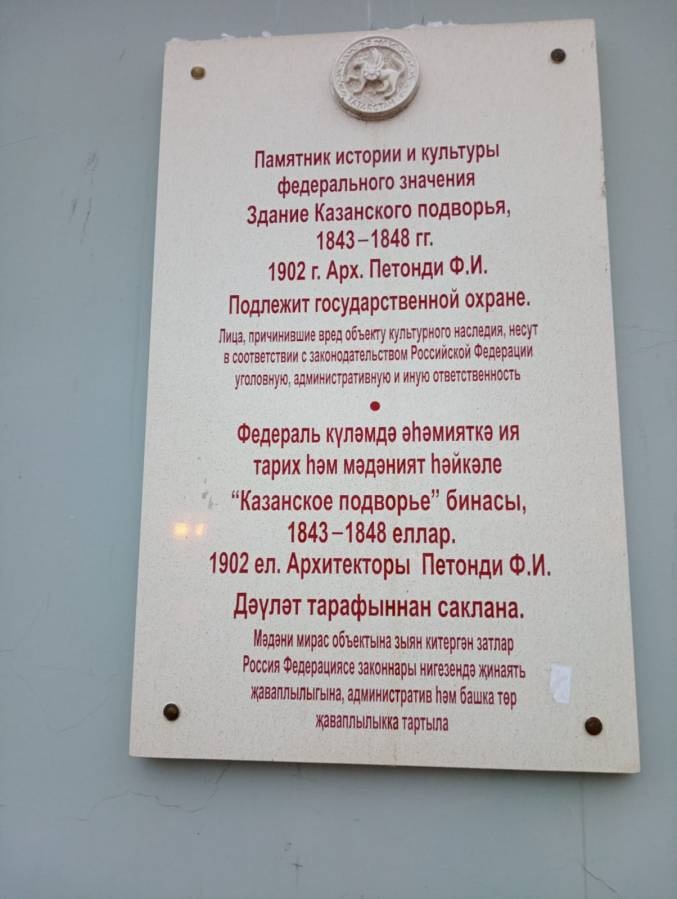 TATARSTAN
Памятник истории и культуры
федерального значения
Здание Казанского подворья,
1843–1848 гг.
1902 г. Арх. Петонди Ф.И.
Подлежит государственной охране.
Лица, причинившие вред объекту культурного наследия, несут
в соответствии с законодательством Российской Федерации
уголовную, административную и иную ответственность
•
Федераль күләмдә әһәмияткә ия
тарих һәм мәдәният һәйкәле
“Казанское подворье” бинасы,
1843–1848 еллар.
1902 ел. Архитекторы Петонди Ф.И.
Дәүләт тарафыннан саклана.
Мәдәни мирас объектына зыян китергән затлар
Россия Федерациясе законнары нигезендә җинаять
җаваплылыгына, административ һәм башка төр
җаваплылыкка тартыла